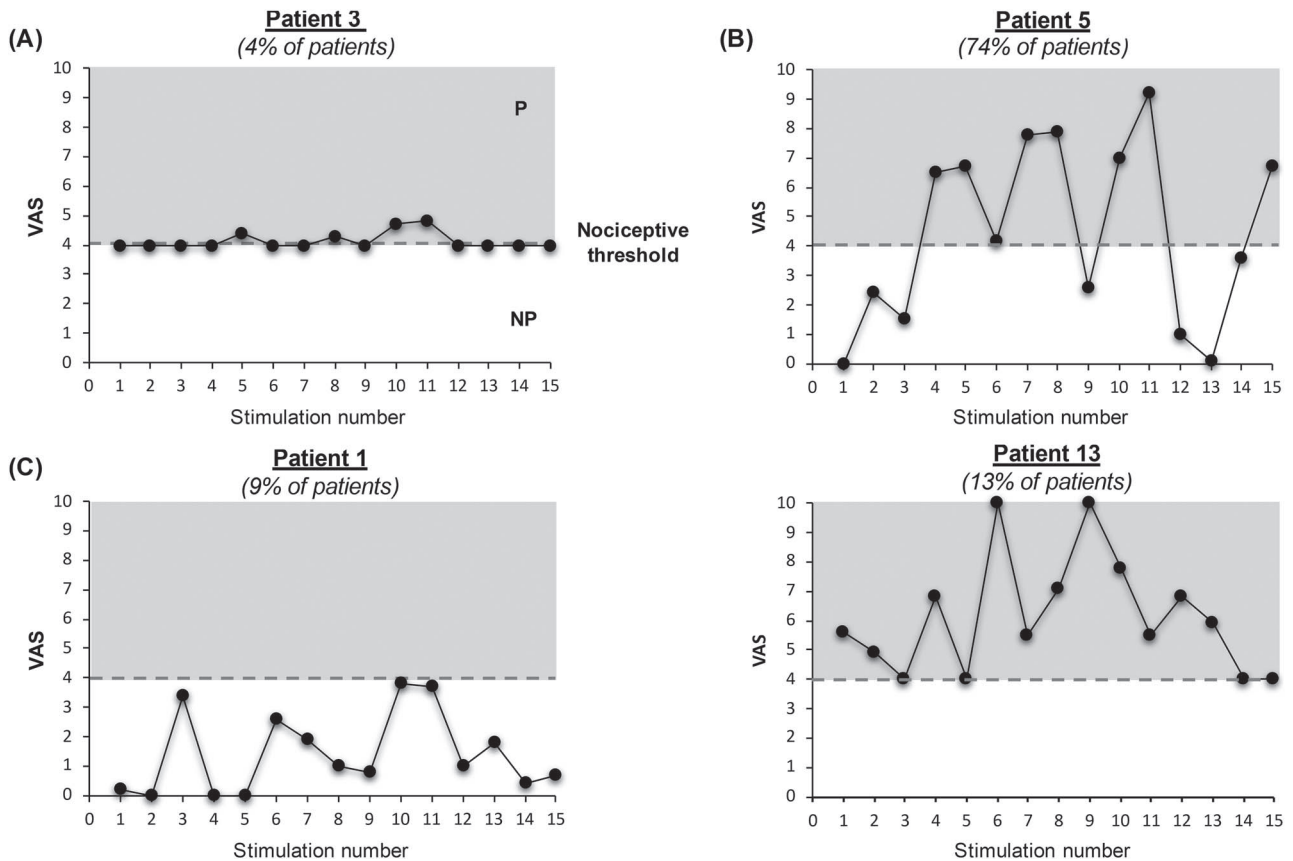 (A)
Patient 3
(4% of patients)
10
9
8
7
6
5
4
3
2
1
0
VAS
P
NP
Nociceptive
threshold
0 1 2 3 4 5 6 7 8 9 10 11 12 13 14 15
Stimulation number
(B)
Patient 5
(74% of patients)
10
9
8
7
6
5
4
3
2
1
0
VAS
0 1 2 3 4 5 6 7 8 9 10 11 12 13 14 15
Stimulation number
(C)
Patient 1
(9% of patients)
10
9
8
7
6
5
4
3
2
1
0
VAS
0 1 2 3 4 5 6 7 8 9 10 11 12 13 14 15
Stimulation number
Patient 13
(13% of patients)
10
9
8
7
6
5
4
3
2
1
0
VAS
0 1 2 3 4 5 6 7 8 9 10 11 12 13 14 15
Stimulation number